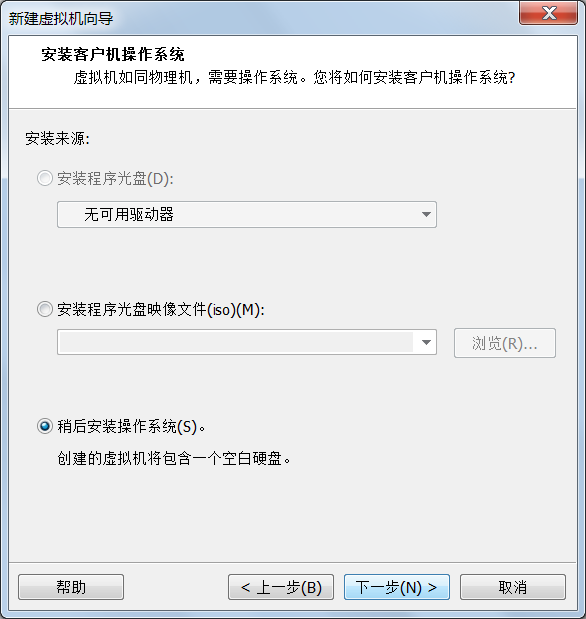 新建虚拟机向导
安装客户机操作系统
虚拟机如同物理机，需要操作系统。您将如何安装客户机操作系统?
安装来源:
安装程序光盘(D):
无可用驱动器
安装程序光盘映像文件(iso)(M):
浏览(R)...
稍后安装操作系统(S)。
创建的虚拟机将包含一个空白硬盘。
帮助
< 上一步(B)
下一步(N) >
取消